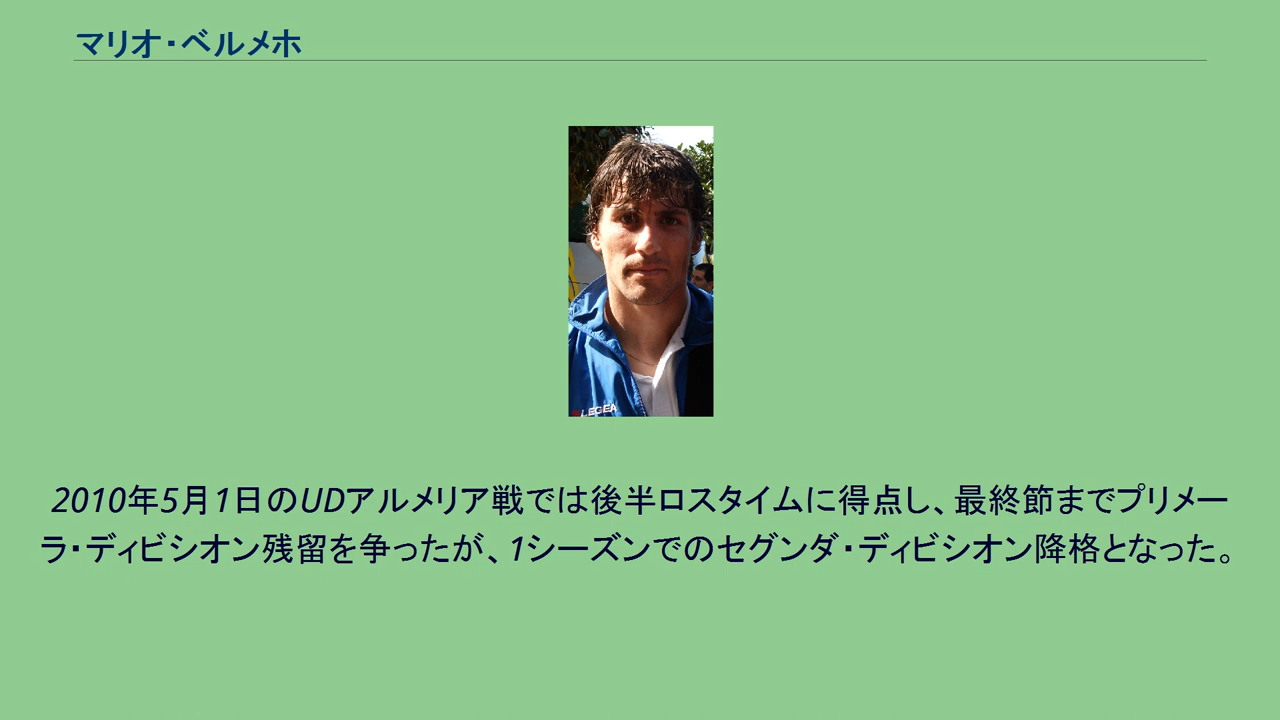 マリオ・ベルメホ
LEGEA
2010年5月1日のUDアルメリア戦では後半ロスタイムに得点し、最終節までプリメー
ラ・ディビシオン残留を争ったが、1シーズンでのセグンダ・ディビシオン降格となった。